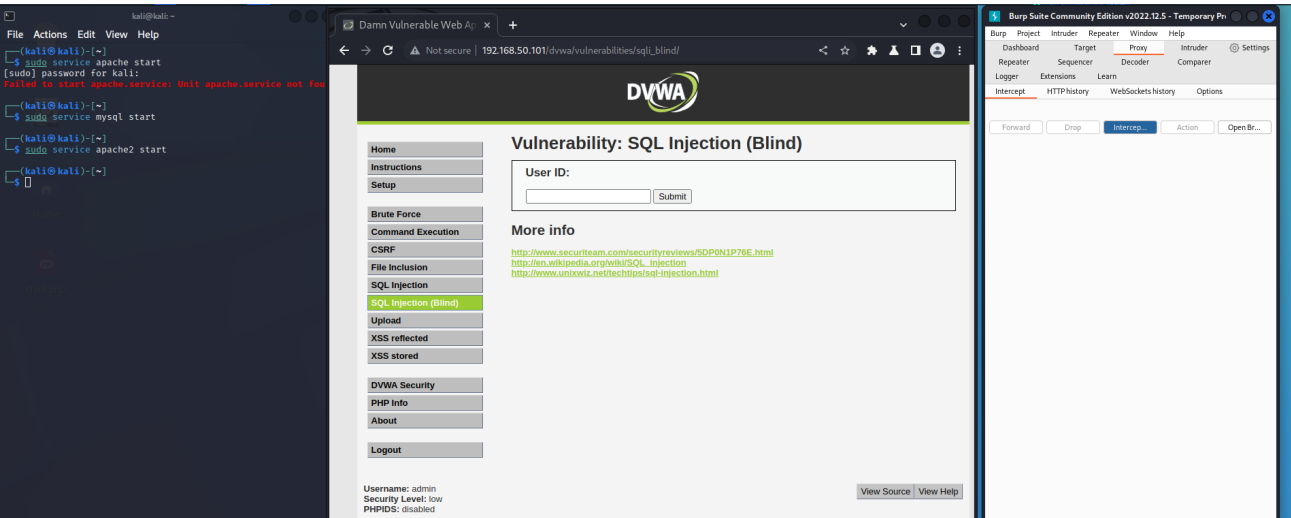 kali@kali: ~
File Actions Edit View Help
┌──(kali㉿kali)-[~]
└─$ sudo service apache start
[sudo] password for kali:
Failed to start apache.service: Unit apache.service not fou
┌──(kali㉿kali)-[~]
└─$ sudo service mysql start
┌──(kali㉿kali)-[~]
└─$ sudo service apache2 start
┌──(kali㉿kali)-[~]
└─$
Damn Vulnerable Web Ap
Not secure | 192.168.50.101/dvwa/vulnerabilities/sqli_blind/
DVWA
Home
Instructions
Setup
Brute Force
Command Execution
CSRF
File Inclusion
SQL Injection
SQL Injection (Blind)
Upload
XSS reflected
XSS stored
DVWA Security
PHP Info
About
Logout
Vulnerability: SQL Injection (Blind)
User ID:
Submit
More info
http://www.securiteam.com/securityreviews/5DP0N1P76E.html
http://en.wikipedia.org/wiki/SQL_injection
http://www.unixwiz.net/techtips/sql-injection.html
Username: admin
Security Level: low
PHPIDS: disabled
View Source View Help
Burp Suite Community Edition v2022.12.5 - Temporary Pr
Burp Project Intruder Repeater Window Help
Dashboard Target Proxy Intruder Settings
Repeater Sequencer Decoder Comparer
Logger Extensions Learn
Intercept HTTP history WebSockets history Options
Forward Drop Intercep... Action Open Br...